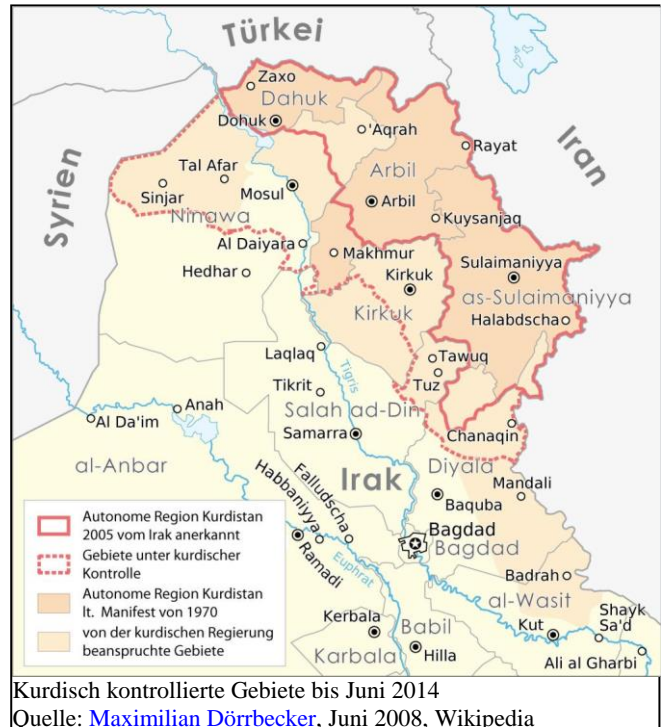 Türkei
Zaxo
Dahuk
Dohuk
'Aqrah
Rayat
Iran
Arbil
Syrien
Tal Afar
Sinjar
Mosul
Arbil
Kuysanjaq
Ninawa
Al Daiyara
Makhmur
Sulaimaniyya
Hedhar
Kirkuk
as-Sulaimaniyya
Kirkuk
Halabdscha
Laqlaq
Tawuq
Tigris
Tuz
Tikrit
Anah
Salah ad-Din
Al Da'im
Chanaqin
Samarra
al-Anbar
Diyala
Irak
Mandali
Falludscha
Habbaniyya
Baquba
Autonome Region Kurdistan
2005 vom Irak anerkannt
Gebiete unter kurdischer
Kontrolle
Autonome Region Kurdistan
lt. Manifest von 1970
von der kurdischen Regierung
beanspruchte Gebiete
Ramadi
Euphrat
Bagdad
Bagdad
Badrah
al-Wasit
Shayk
Sa'd
Kerbala
Babil
Kut
Karbala
Hilla
Ali al Gharbi
Kurdisch kontrollierte Gebiete bis Juni 2014
Quelle: Maximilian Dörrbecker, Juni 2008, Wikipedia